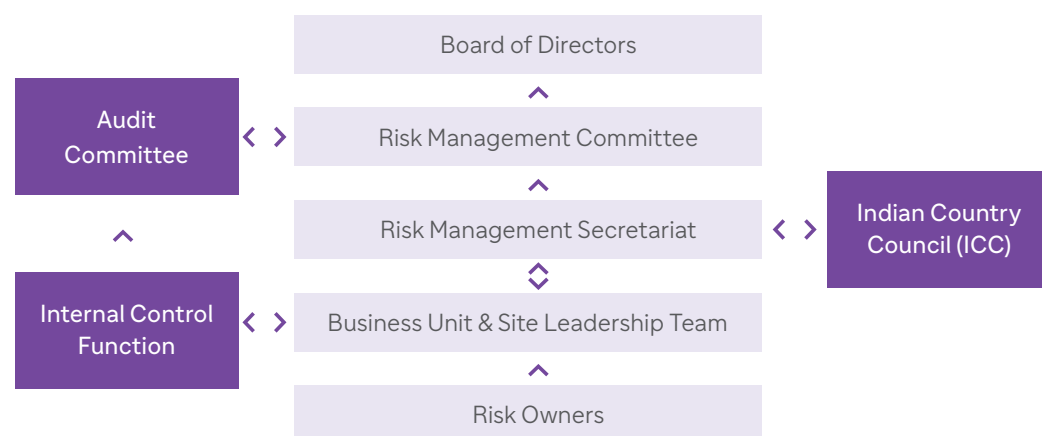 Board of Directors
Audit
Committee
Risk Management Committee
Risk Management Secretariat
Indian Country
Council (ICC)
Internal Control
Function
Business Unit & Site Leadership Team
Risk Owners